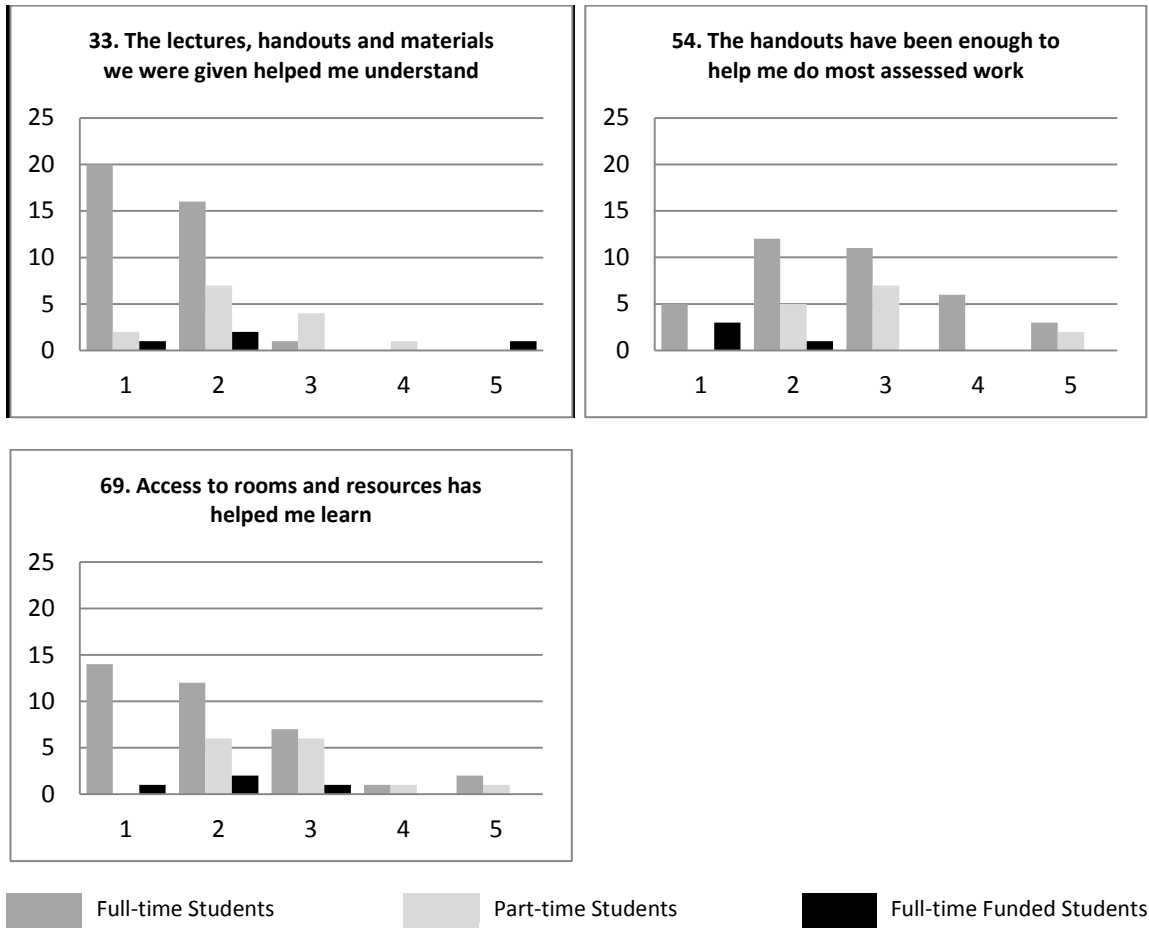 33. The lectures, handouts and materials
we were given helped me understand
25
20
15
10
5
0
1 2 3 4 5
54. The handouts have been enough to
help me do most assessed work
25
20
15
10
5
0
1 2 3 4 5
69. Access to rooms and resources has
helped me learn
25
20
15
10
5
0
1 2 3 4 5
Full-time Students Part-time Students Full-time Funded Students